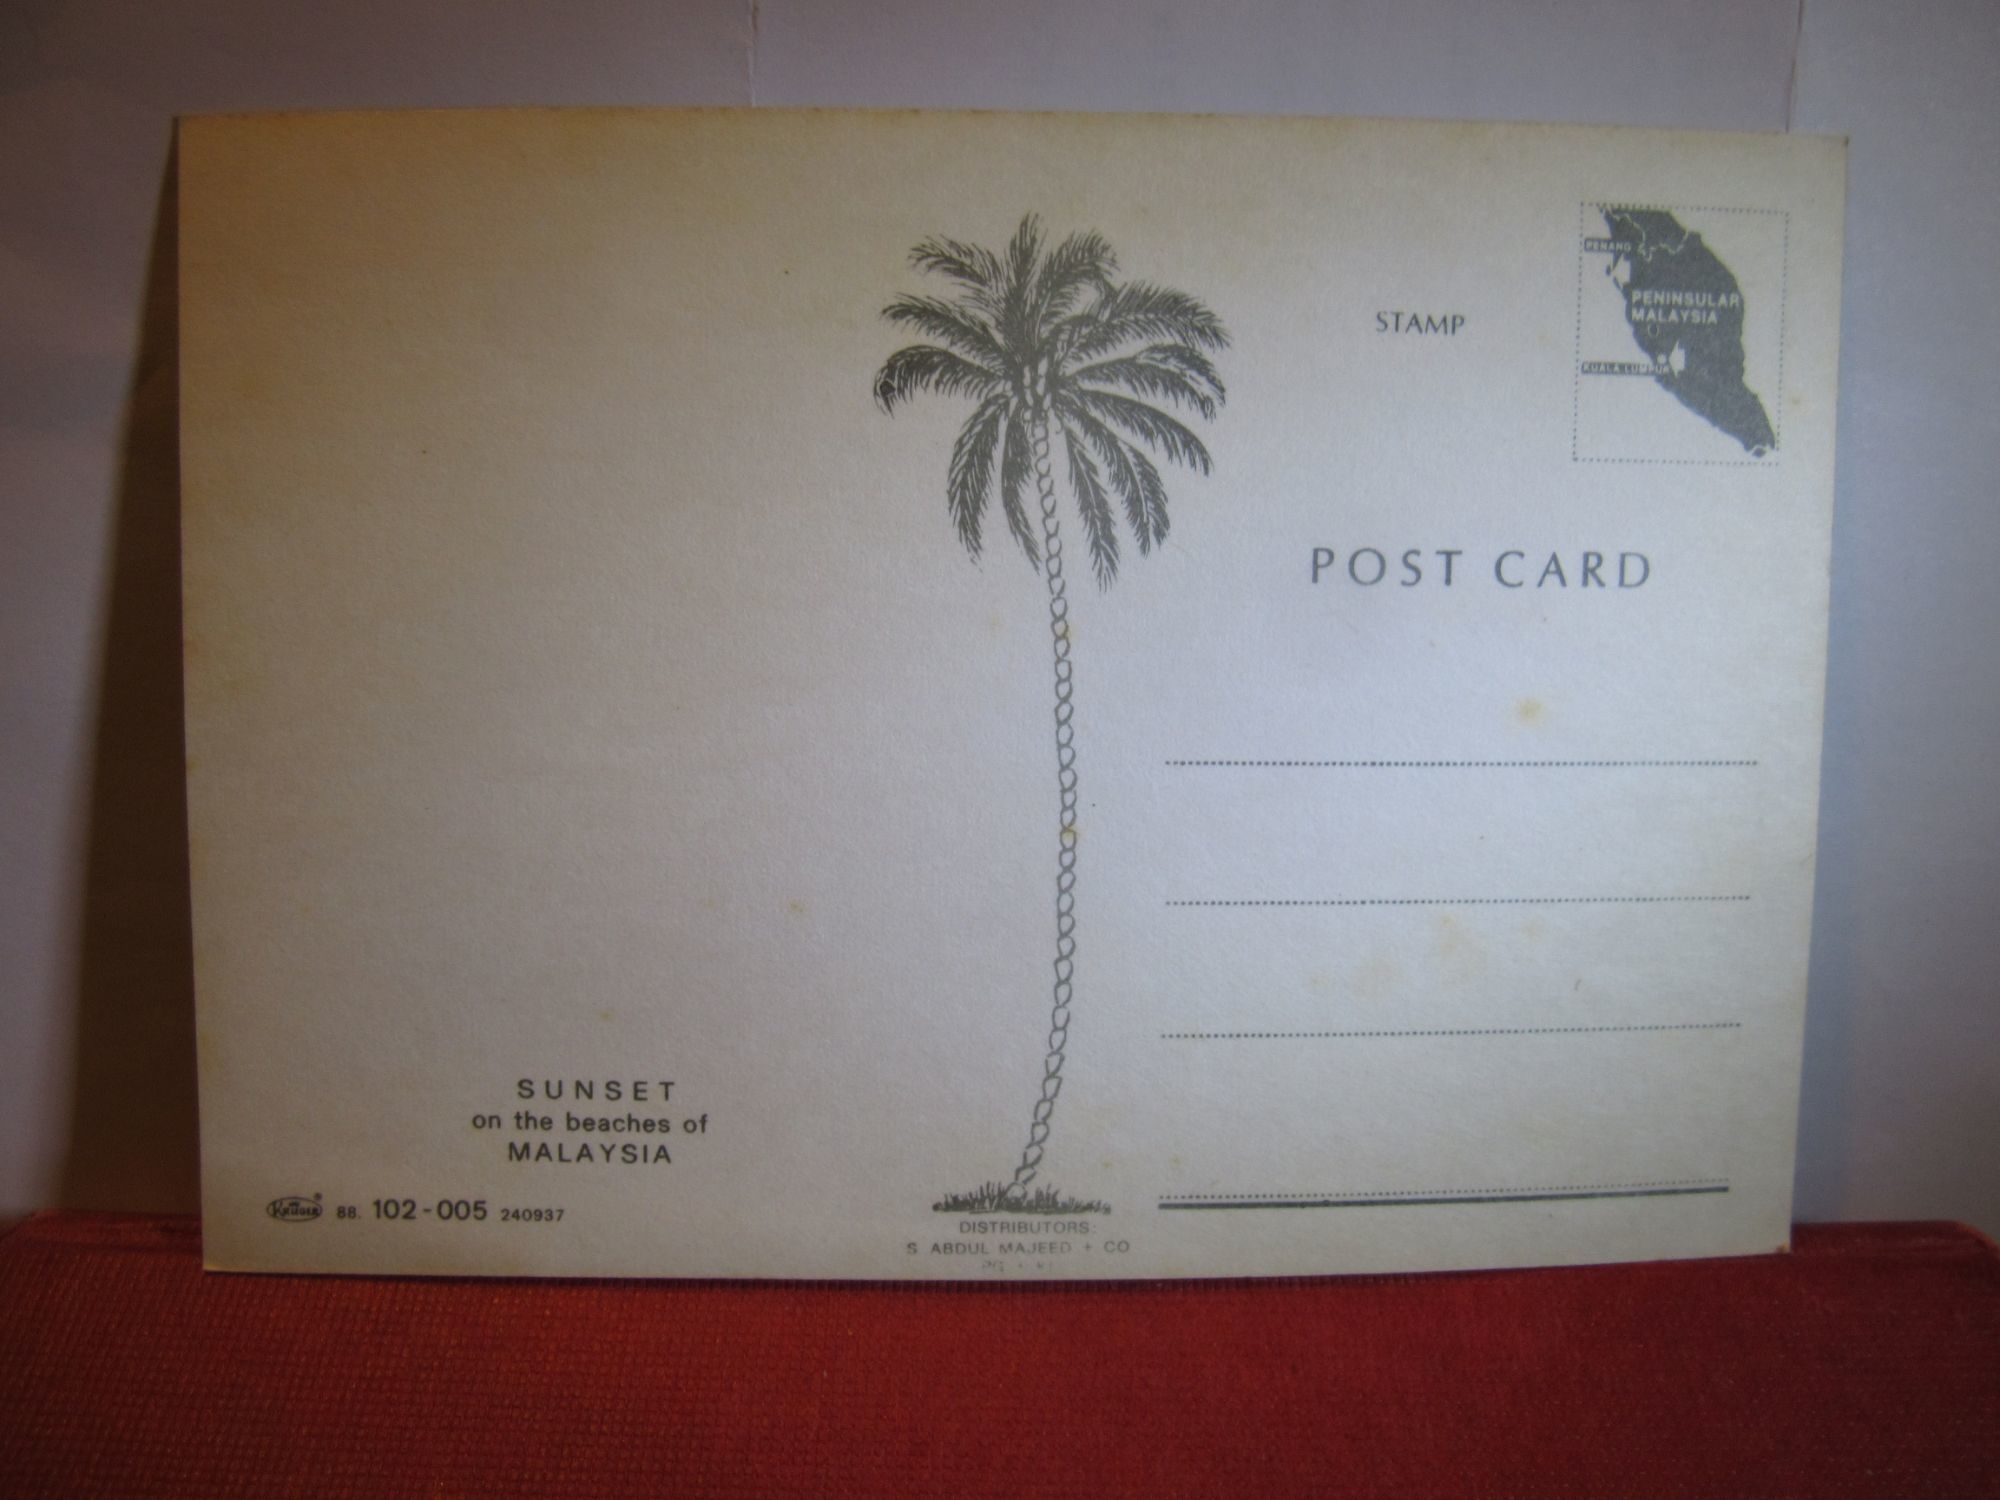 PENANG
PENINSULAR
MALAYSIA
STAMP
KUALA LUMPUR
POST CARD
SUNSET
on the beaches of
MALAYSIA
KRÜGER ® 88. 102-005 240937
DISTRIBUTORS:
S ABDUL MAJEED + CO